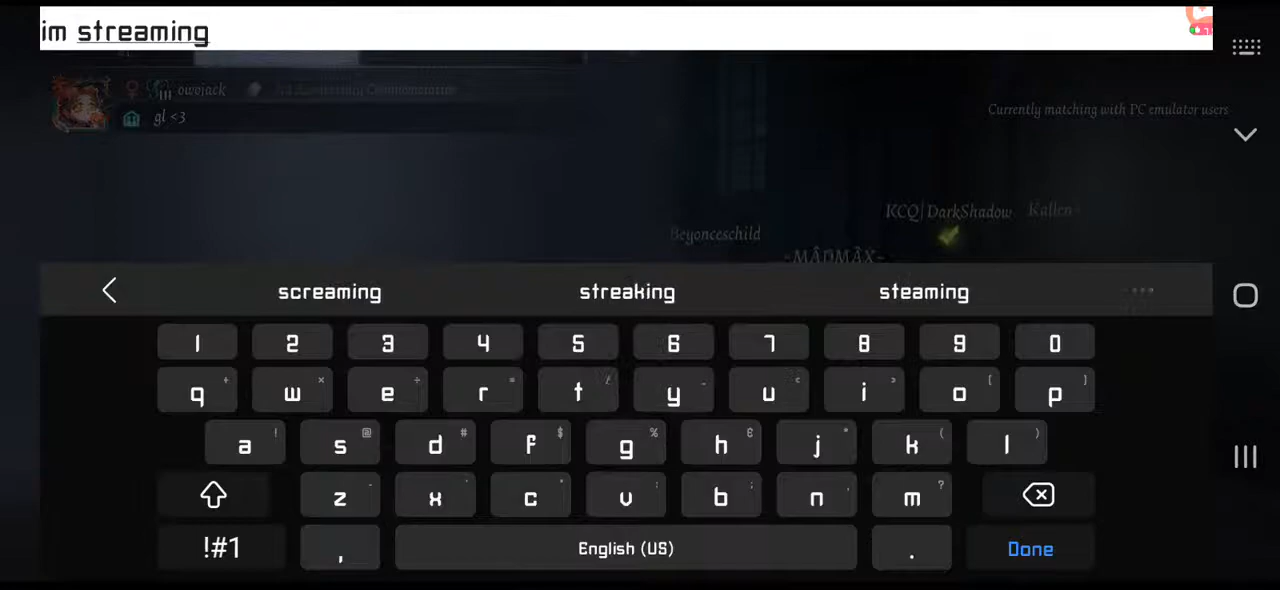 im streaming
owojack
gl <3
Currently matching with PC emulator users
KCQ|DarkShadow Kallen~
Beyonceschild
~MÂDMÂX~
screaming streaking steaming
1 2 3 4 5 6 7 8 9 0
q w e r t y u i o p
a s d f g h j k l
z x c v b n m
!#1 , English (US) . Done